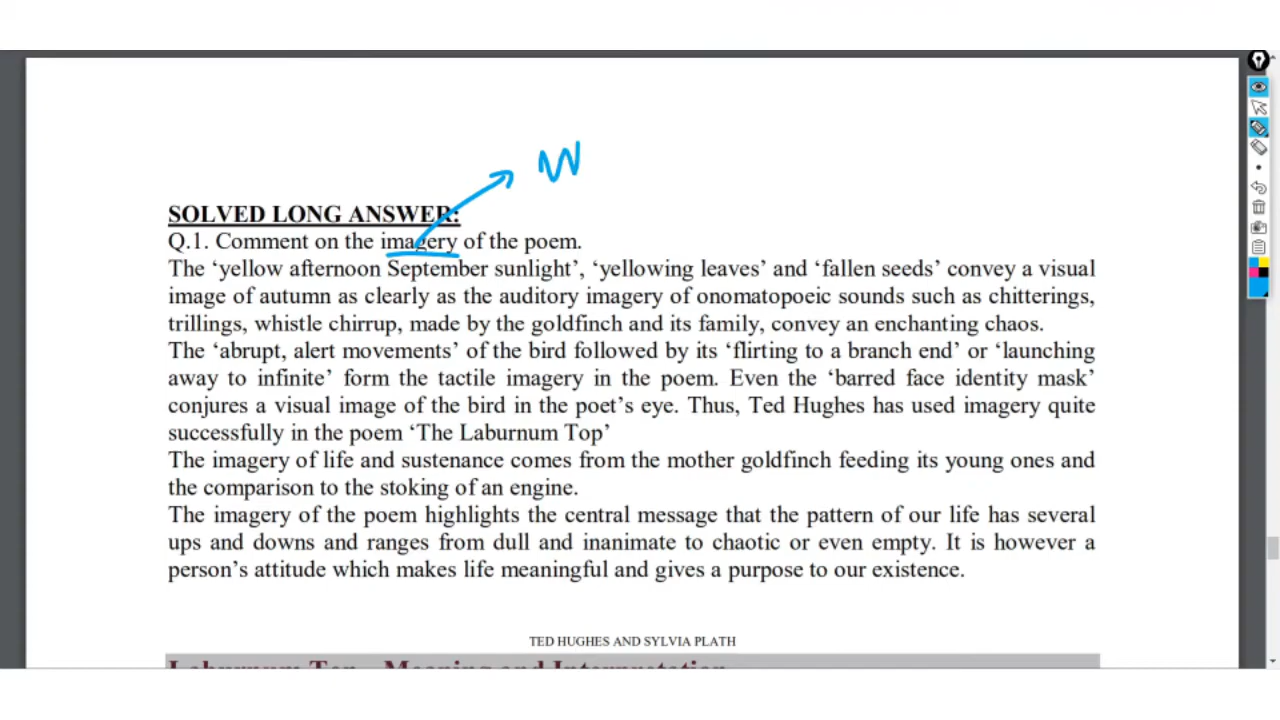 W
SOLVED LONG ANSWER:
Q.1. Comment on the imagery of the poem.
The ‘yellow afternoon September sunlight’, ‘yellowing leaves’ and ‘fallen seeds’ convey a visual
image of autumn as clearly as the auditory imagery of onomatopoeic sounds such as chitterings,
trillings, whistle chirrup, made by the goldfinch and its family, convey an enchanting chaos.
The ‘abrupt, alert movements’ of the bird followed by its ‘flirting to a branch end’ or ‘launching
away to infinite’ form the tactile imagery in the poem. Even the ‘barred face identity mask’
conjures a visual image of the bird in the poet’s eye. Thus, Ted Hughes has used imagery quite
successfully in the poem ‘The Laburnum Top’
The imagery of life and sustenance comes from the mother goldfinch feeding its young ones and
the comparison to the stoking of an engine.
The imagery of the poem highlights the central message that the pattern of our life has several
ups and downs and ranges from dull and inanimate to chaotic or even empty. It is however a
person’s attitude which makes life meaningful and gives a purpose to our existence.
TED HUGHES AND SYLVIA PLATH
Laburnum Top – Meaning and Interpretation